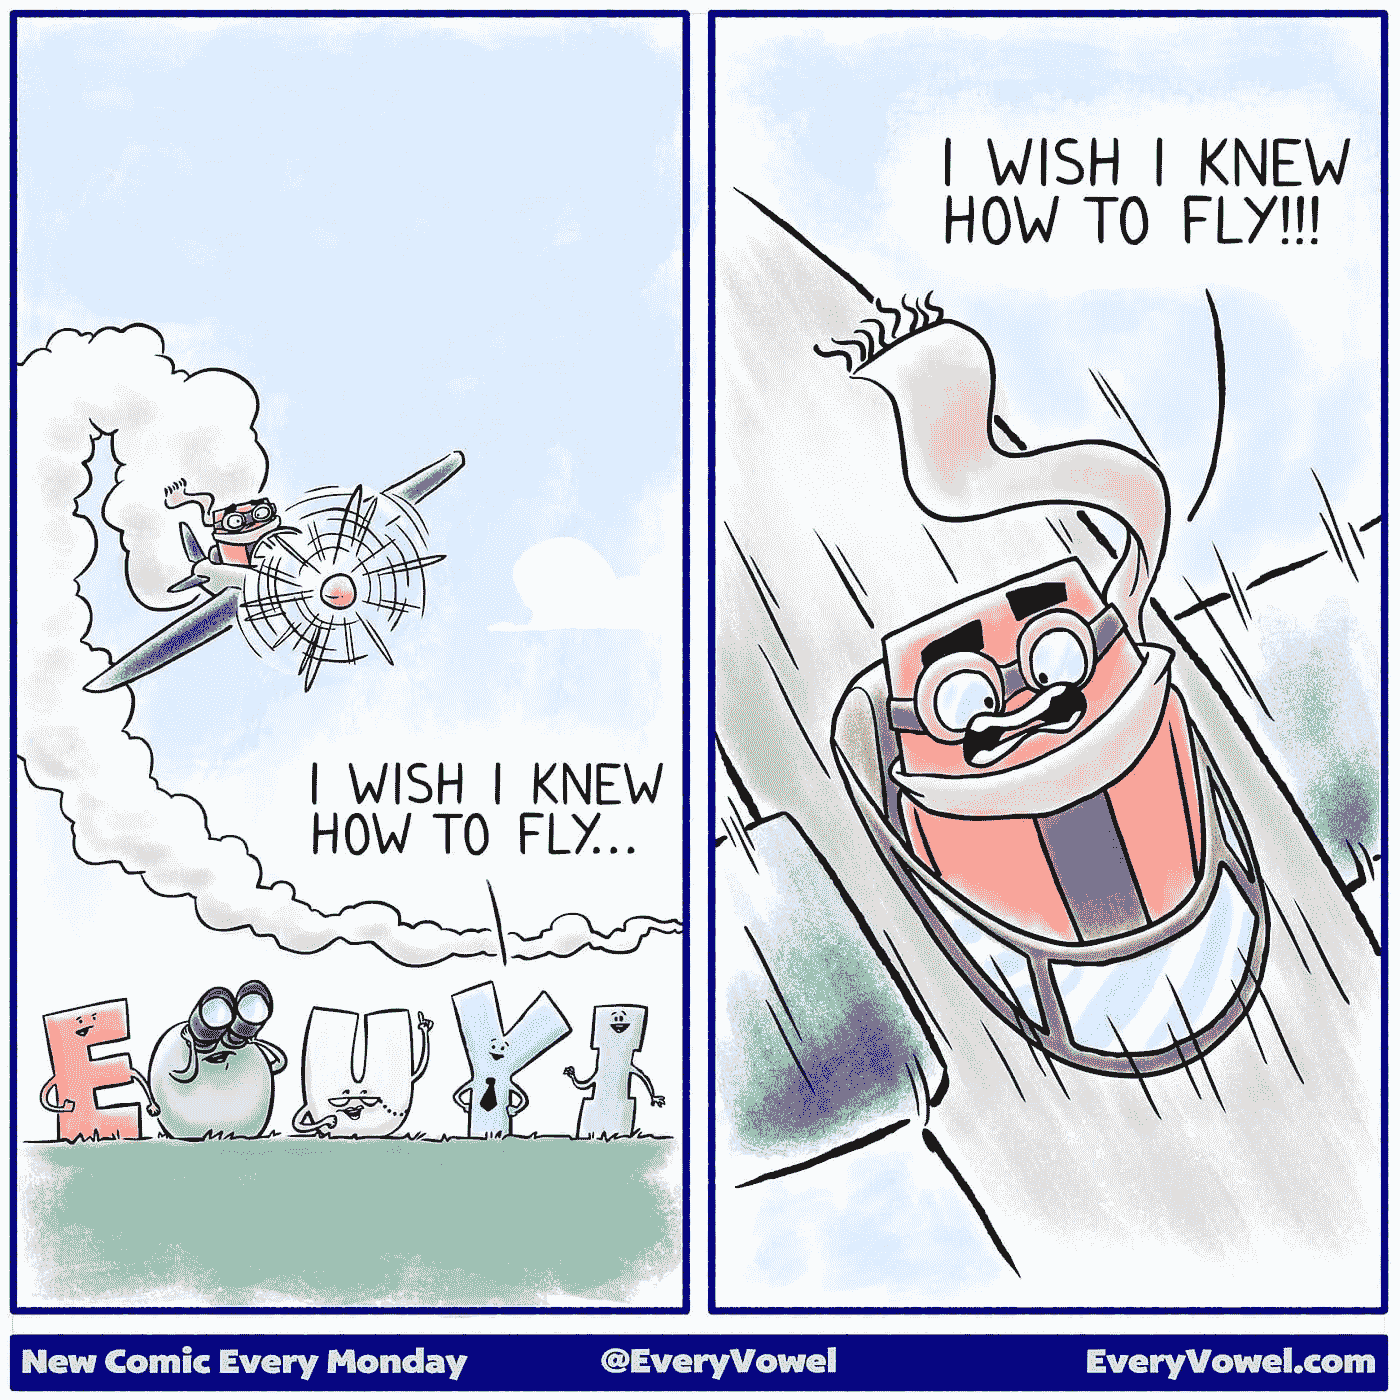 I WISH I KNEW
HOW TO FLY...
E O U Y I
I WISH I KNEW
HOW TO FLY!!!
New Comic Every Monday
@EveryVowel
EveryVowel.com